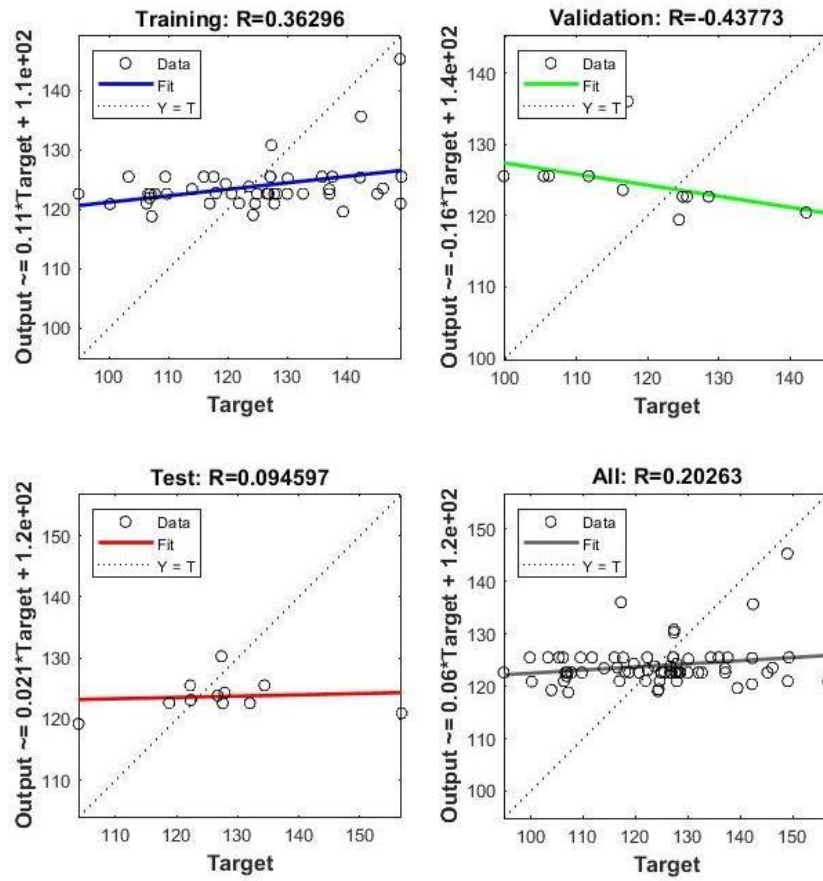 Training: R=0.36296
Output ~= 0.11*Target + 1.1e+02
Data
Fit
Y = T
140
130
120
110
100
100 110 120 130 140
Target
Validation: R=-0.43773
Output ~= -0.16*Target + 1.4e+02
Data
Fit
Y = T
140
130
120
110
100
100 110 120 130 140
Target
Test: R=0.094597
Output ~= 0.021*Target + 1.2e+02
Data
Fit
Y = T
150
140
130
120
110
110 120 130 140 150
Target
All: R=0.20263
Output ~= 0.06*Target + 1.2e+02
Data
Fit
Y = T
150
140
130
120
110
100
100 110 120 130 140 150
Target